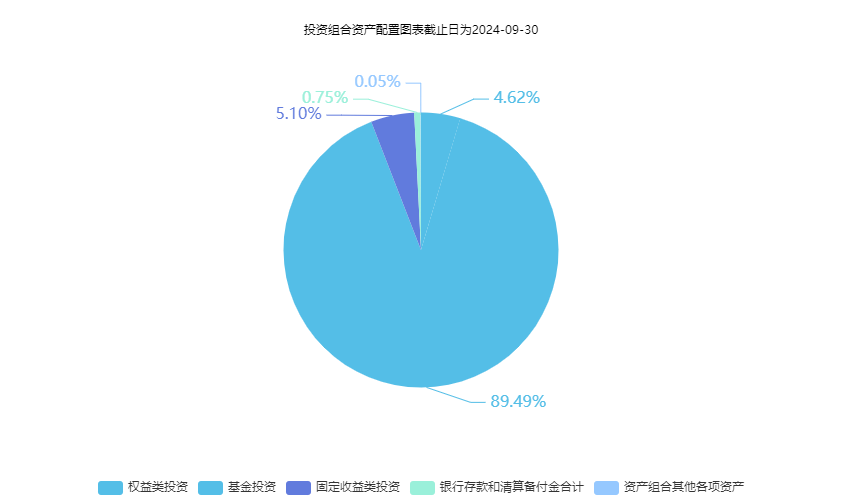 投资组合资产配置图表截止日为2024-09-30
0.05%
0.75%
4.62%
5.10%
89.49%
权益类投资 基金投资 固定收益类投资 银行存款和清算备付金合计 资产组合其他各项资产